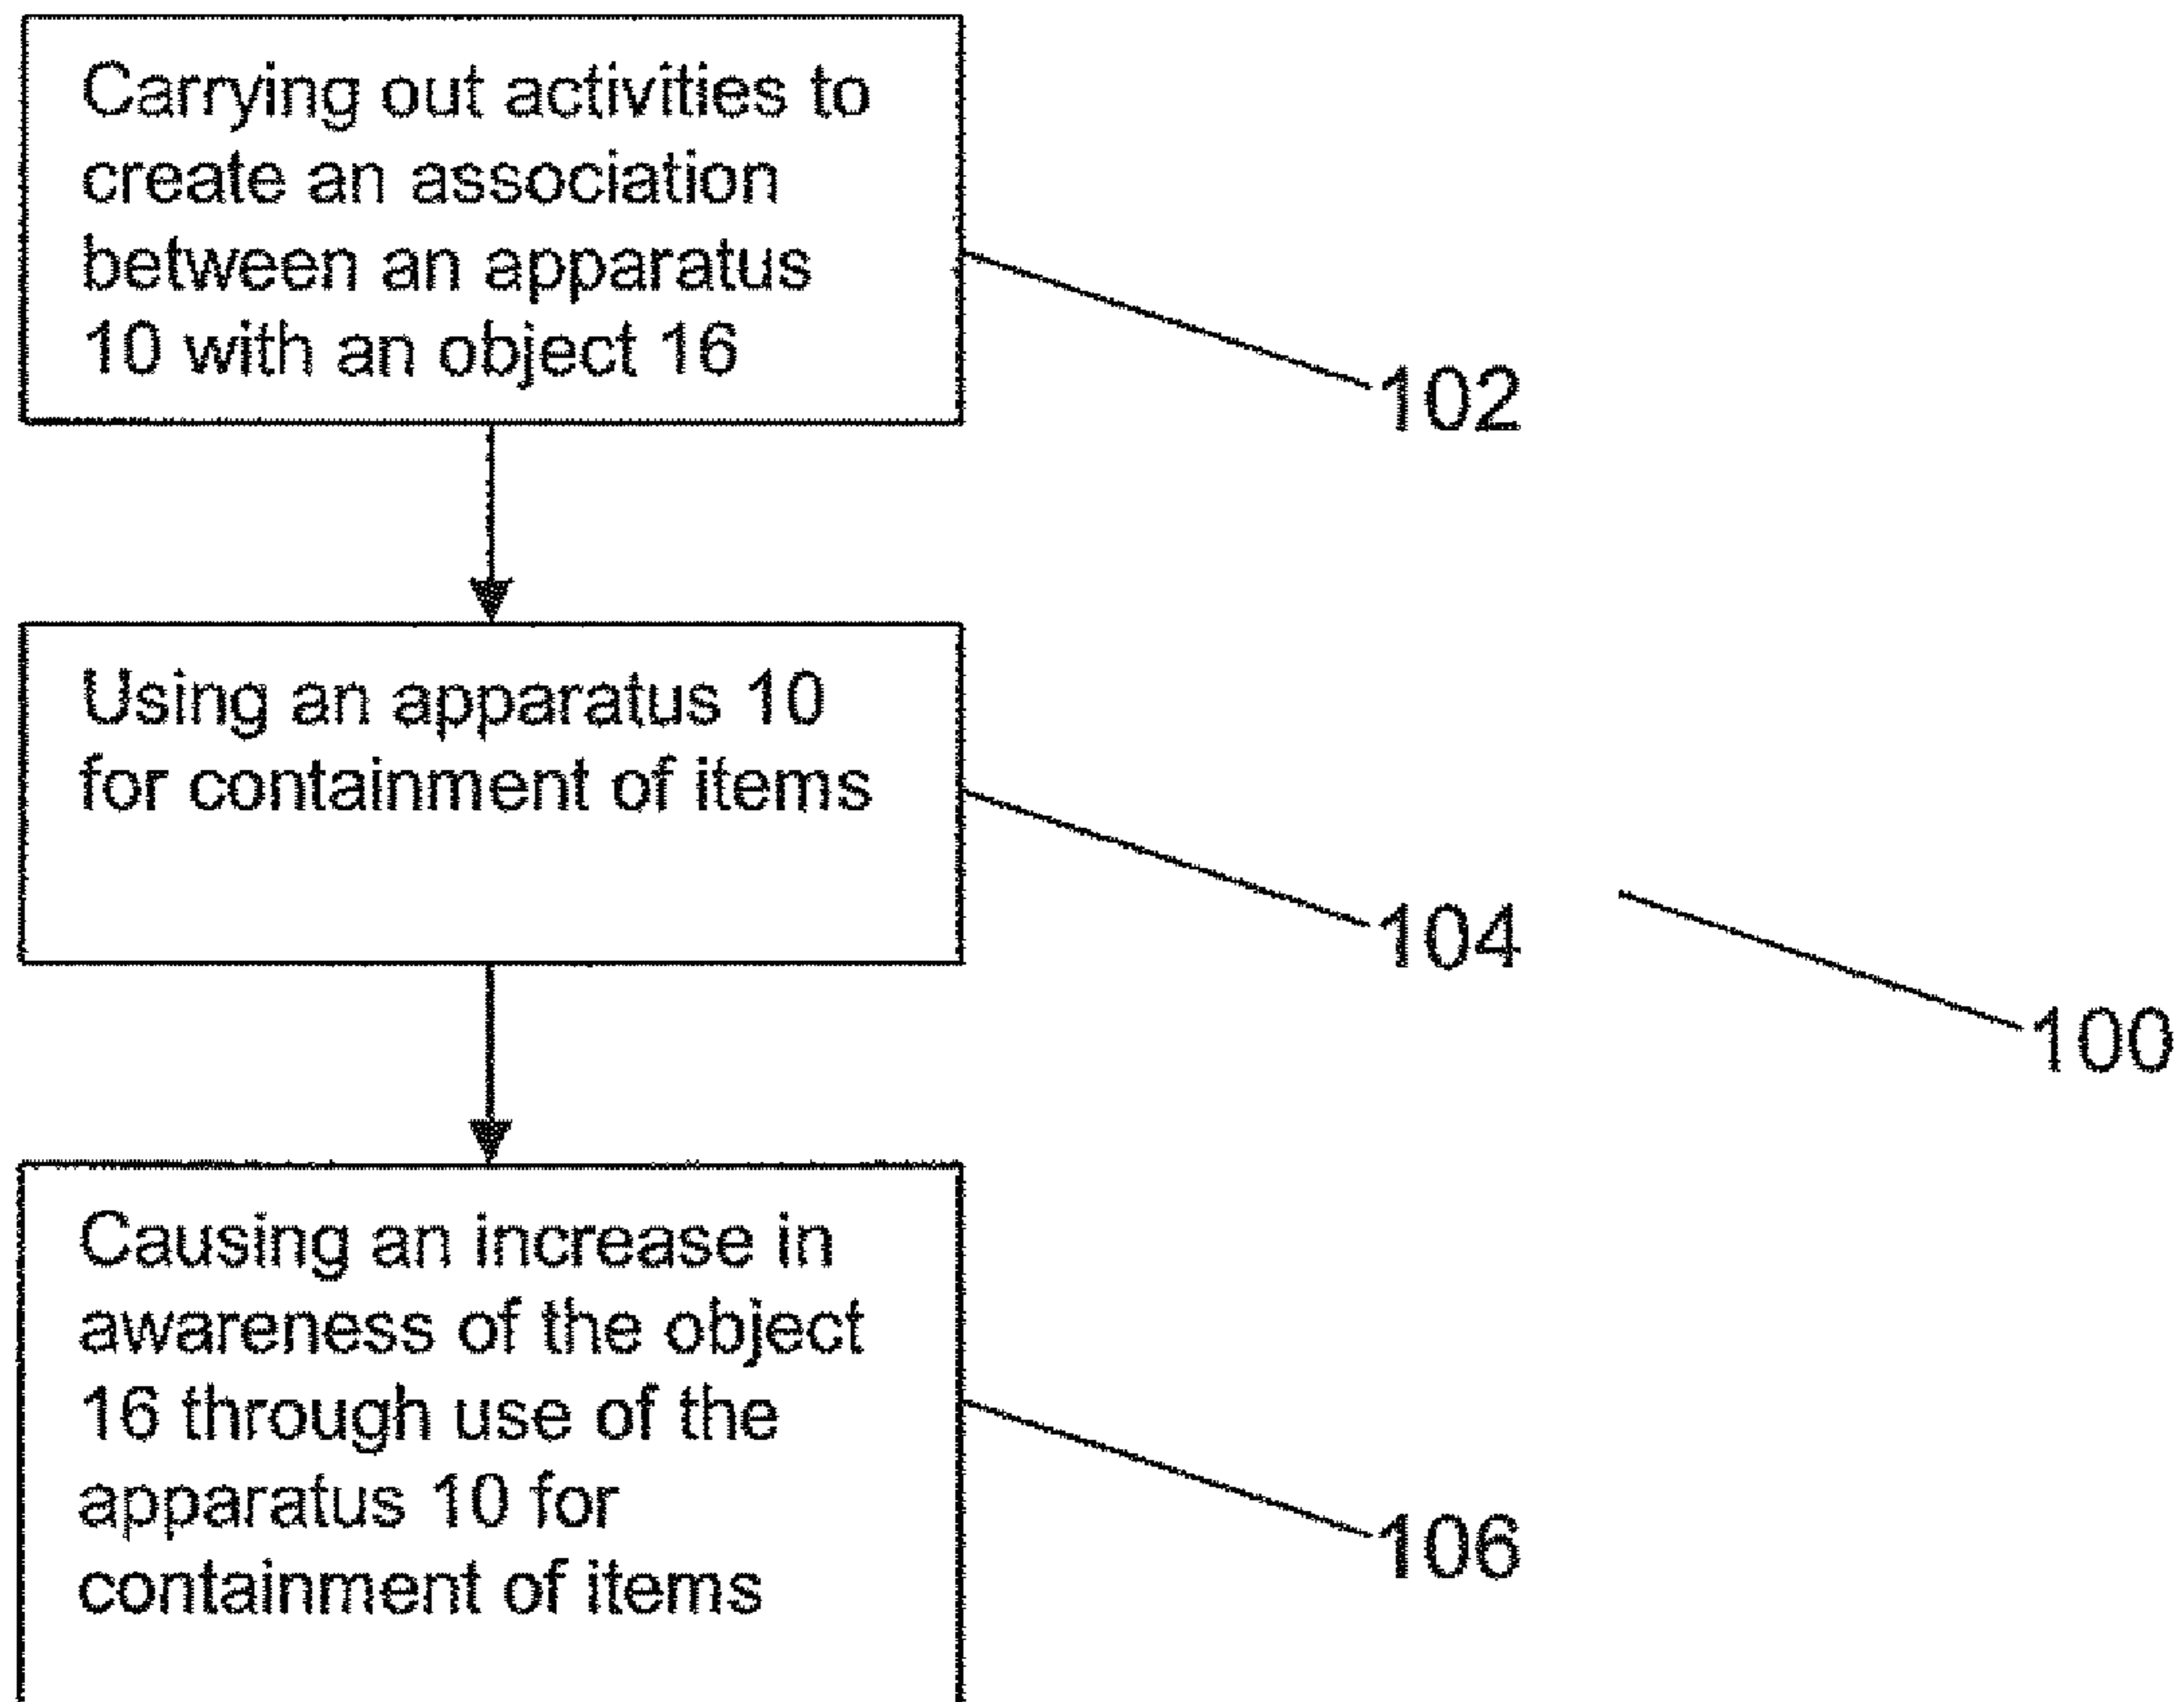 Carrying out activities to
create an association
between an apparatus
10 with an object 16
102
Using an apparatus 10
for containment of items
104
100
Causing an increase in
awareness of the object
16 through use of the
apparatus 10 for
containment of items
106